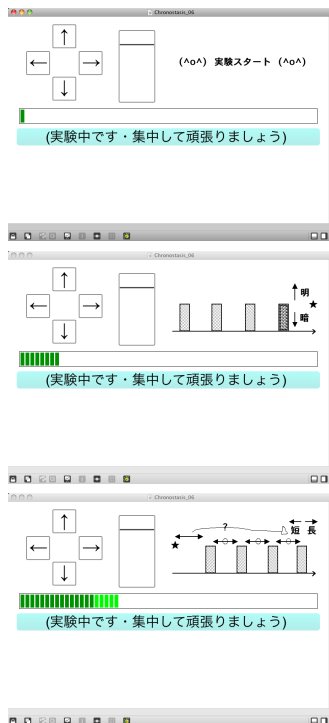 Chronostasis_06
↑
← →
↓
(^o^) 実験スタート (^o^)
(実験中です・集中して頑張りましょう)
Chronostasis_06
↑
← →
↓
明
★
暗
(実験中です・集中して頑張りましょう)
Chronostasis_06
↑
← →
↓
?
短 長
★
(実験中です・集中して頑張りましょう)